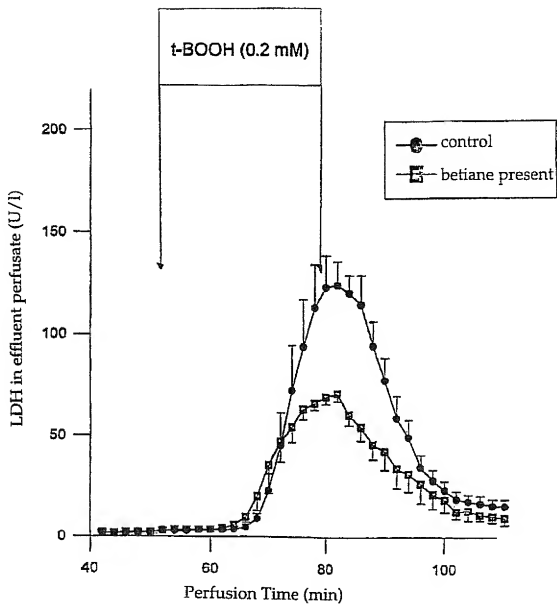 t-BOOH (0.2 mM)
200
150
100
50
0
LDH in effluent perfusate (U/l)
control
betiane present
40
60
80
100
Perfusion Time (min)